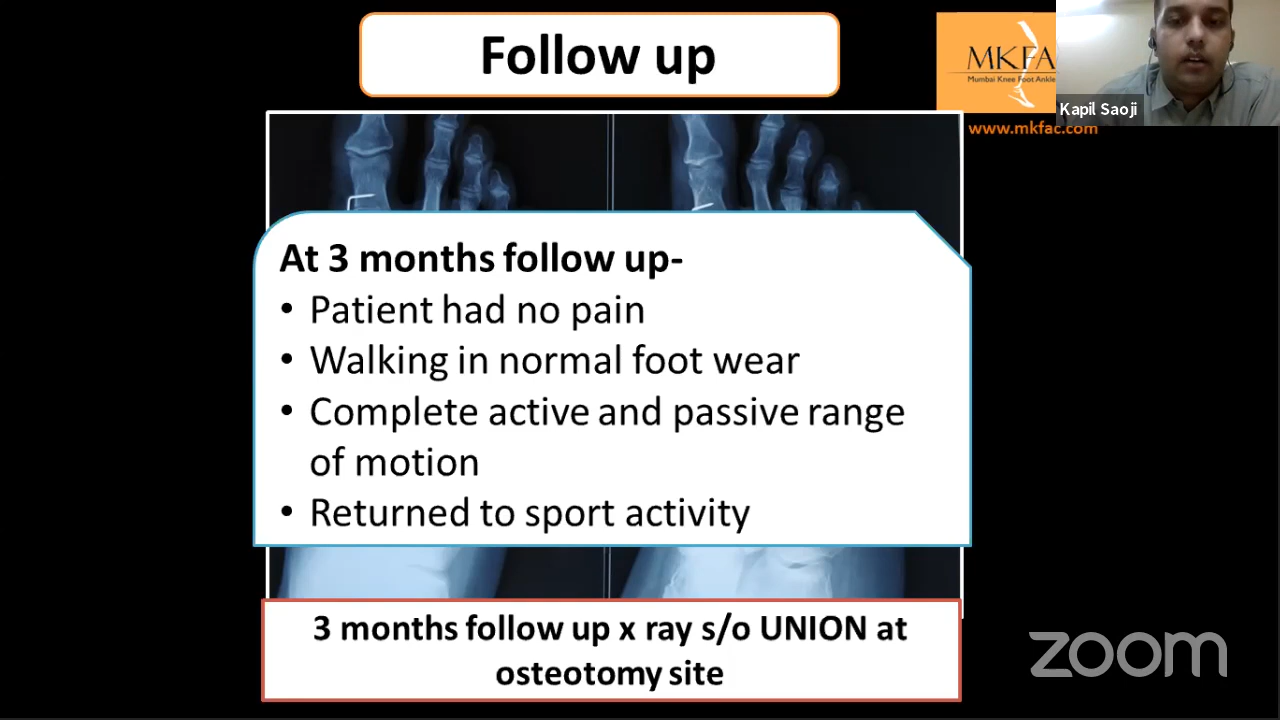 Follow up
MKFA
Mumbai Knee Foot Ankle
Kapil Saoji
www.mkfac.com
At 3 months follow up-
• Patient had no pain
• Walking in normal foot wear
• Complete active and passive range
of motion
• Returned to sport activity
3 months follow up x ray s/o UNION at
osteotomy site
zoom